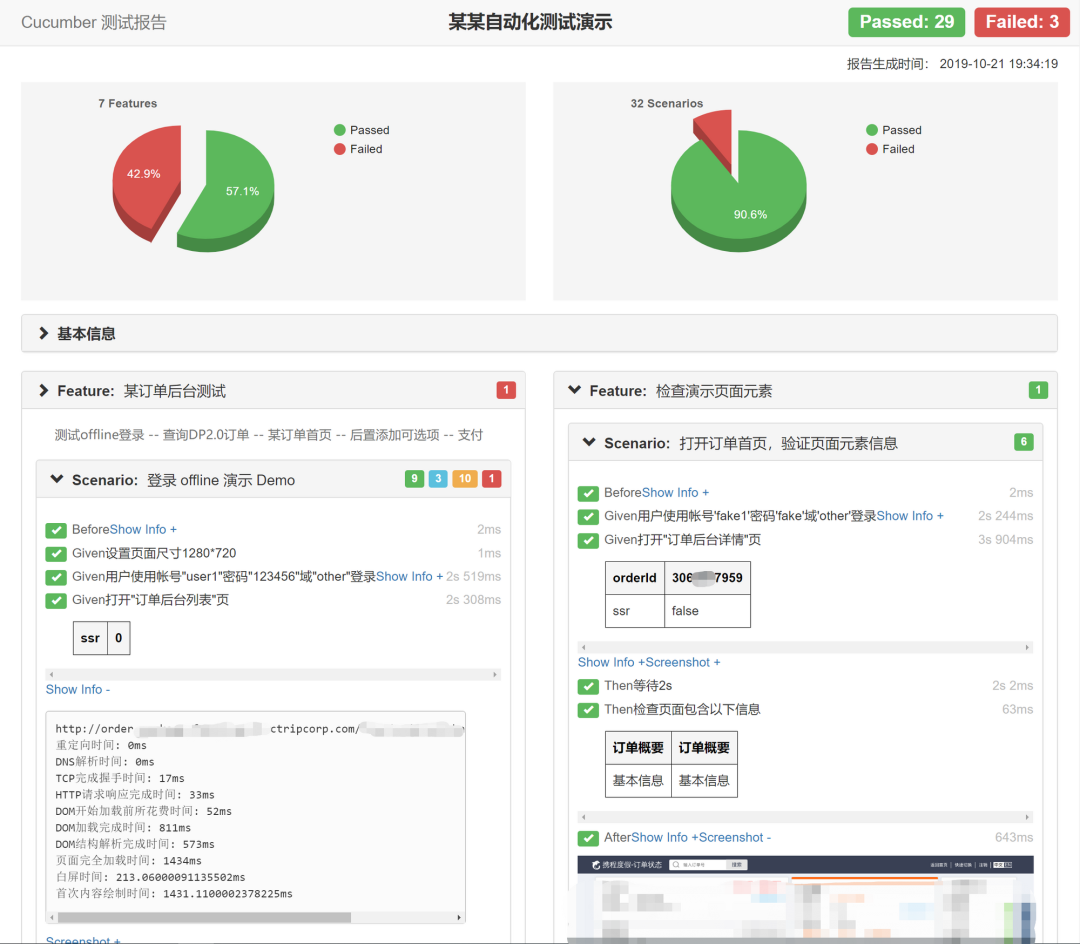 Cucumber 测试报告
某某自动化测试演示
Passed: 29
Failed: 3
报告生成时间： 2019-10-21 19:34:19
7 Features
Passed
Failed
42.9%
57.1%
32 Scenarios
Passed
Failed
90.6%
基本信息
Feature: 某订单后台测试
1
测试offline登录 -- 查询DP2.0订单 -- 某订单首页 -- 后置添加可选项 -- 支付
Scenario: 登录 offline 演示 Demo
9 3 10 1
BeforeShow Info + 2ms
Given设置页面尺寸1280*720 1ms
Given用户使用帐号"user1"密码"123456"域"other"登录Show Info + 2s 519ms
Given打开"订单后台列表"页 2s 308ms
ssr 0
Show Info -
http://order ctripcorp.com/
重定向时间: 0ms
DNS解析时间: 0ms
TCP完成握手时间: 17ms
HTTP请求响应完成时间: 33ms
DOM开始加载前所花费时间: 52ms
DOM加载完成时间: 811ms
DOM结构解析完成时间: 573ms
页面完全加载时间: 1434ms
白屏时间: 213.06000091135502ms
首次内容绘制时间: 1431.1100002378225ms
Screenshot +
Feature: 检查演示页面元素
1
Scenario: 打开订单首页，验证页面元素信息
6
BeforeShow Info + 2ms
Given用户使用帐号'fake1'密码'fake'域'other'登录Show Info + 2s 244ms
Given打开"订单后台详情"页 3s 904ms
orderId 306 7959
ssr false
Show Info +Screenshot +
Then等待2s 2s 2ms
Then检查页面包含以下信息 63ms
订单概要 订单概要
基本信息 基本信息
AfterShow Info +Screenshot - 643ms
携程度假-订单状态 输入订单号 搜索